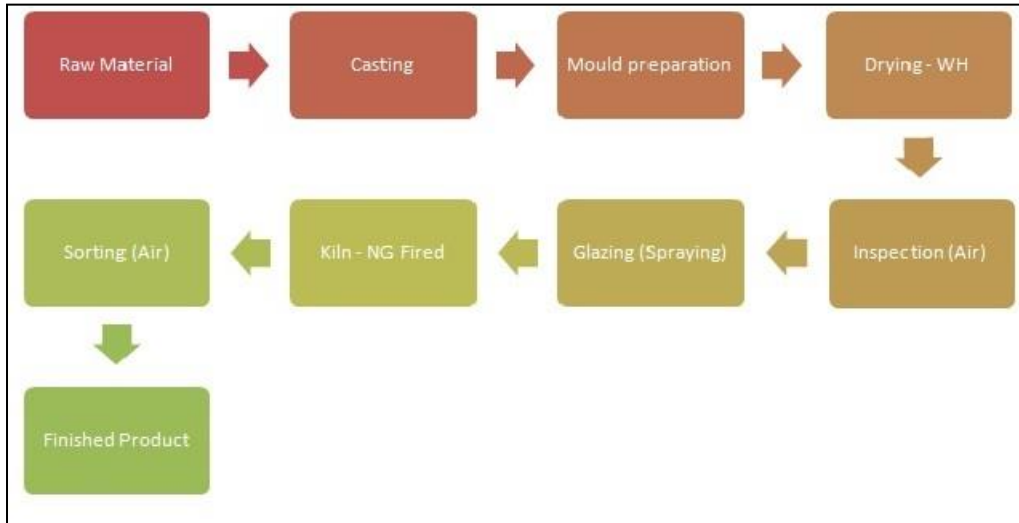 Raw Material
Casting
Mould preparation
Drying - WH
Inspection (Air)
Glazing (Spraying)
Kiln - NG Fired
Sorting (Air)
Finished Product